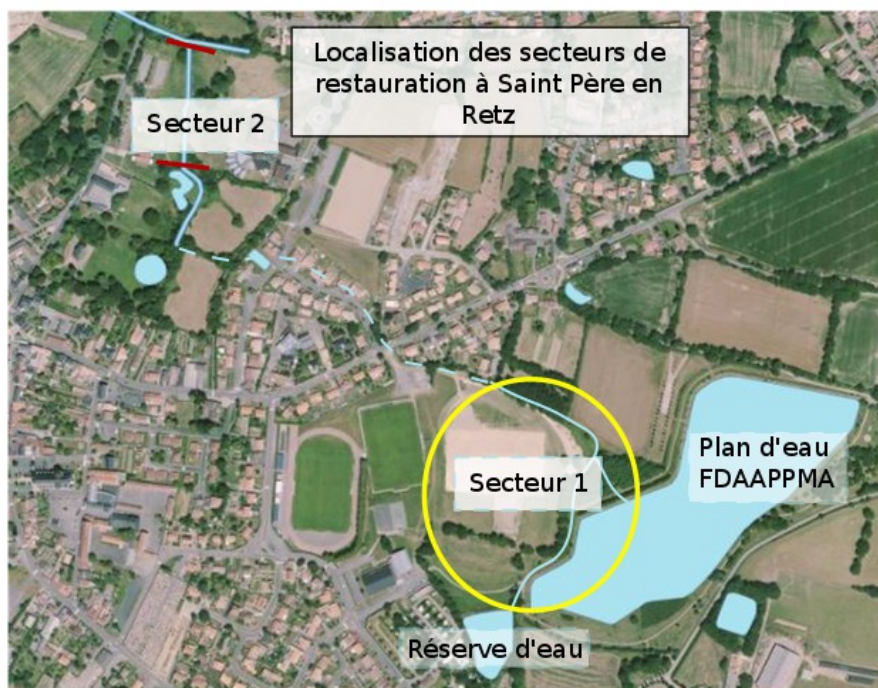 Localisation des secteurs de
restauration à Saint Père en
Retz
Secteur 2
Plan d'eau
FDAAPPMA
Secteur 1
Réserve d'eau